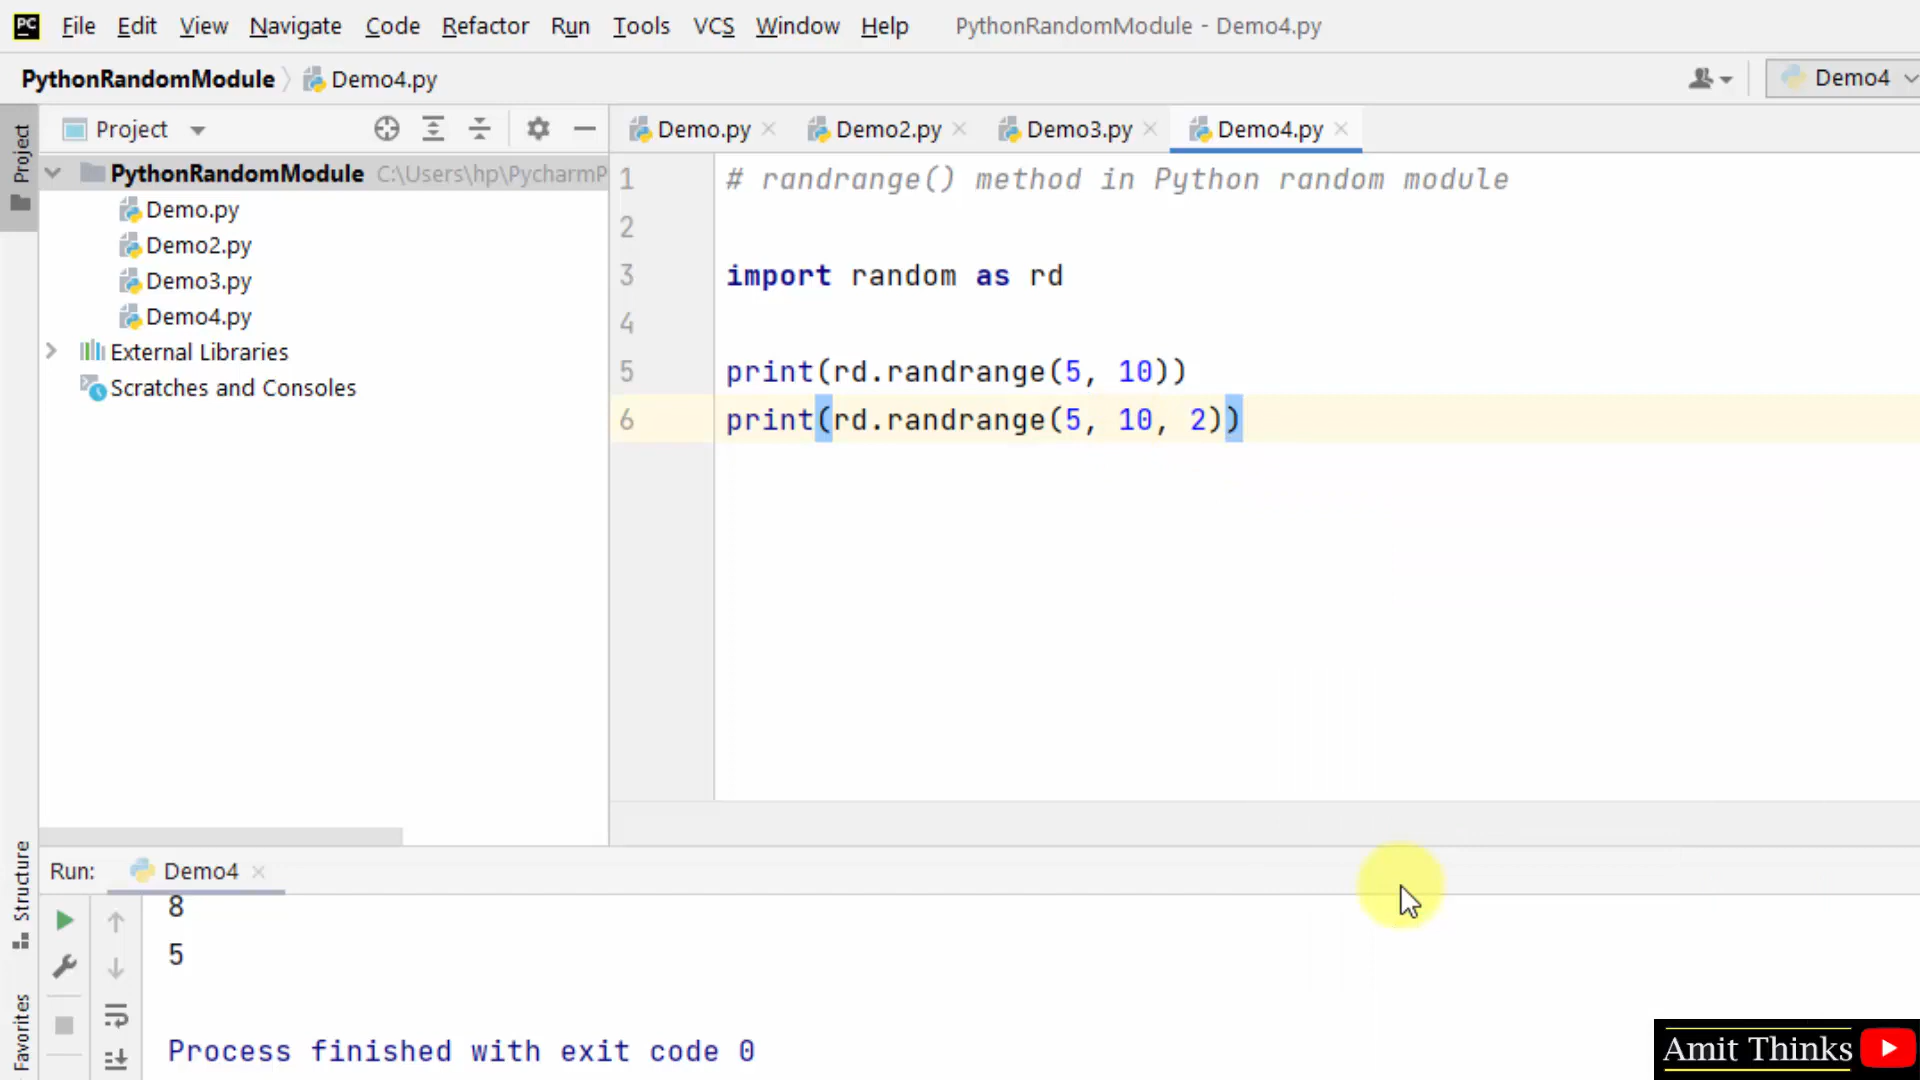 PC File Edit View Navigate Code Refactor Run Tools VCS Window Help PythonRandomModule - Demo4.py
PythonRandomModule Demo4.py Demo4
Project
Project Demo.py Demo2.py Demo3.py Demo4.py
PythonRandomModule C:\Users\hp\PycharmP
Demo.py
Demo2.py
Demo3.py
Demo4.py
External Libraries
Scratches and Consoles
1 # randrange() method in Python random module
2
3 import random as rd
4
5 print(rd.randrange(5, 10))
6 print(rd.randrange(5, 10, 2))
Structure
Favorites
Run: Demo4
8
5
Process finished with exit code 0
Amit Thinks